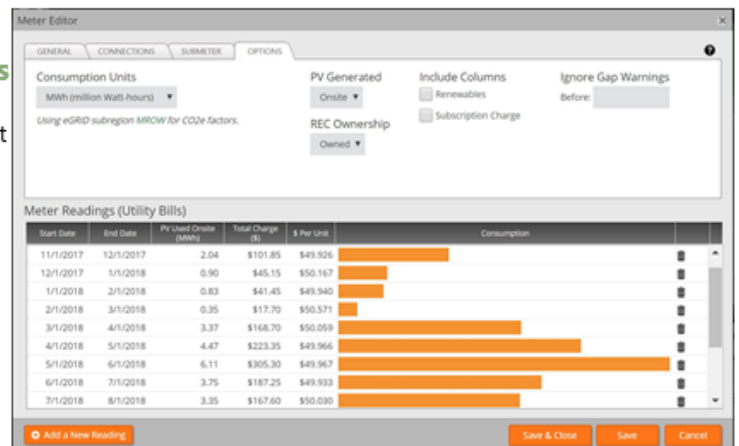 Meter Editor
GENERAL CONNECTIONS SUBMETER OPTIONS
s
Consumption Units PV Generated Include Columns Ignore Gap Warnings
MWh (million Watt-hours) Onsite Renewables Before:
Using eGRID subregion MROW for CO2e factors. REC Ownership Subscription Charge
t
Owned
Meter Readings (Utility Bills)
Start Date End Date PV Used Onsite (MWh) Total Charge ($) $ Per Unit Consumption
11/1/2017 12/1/2017 2.04 $101.85 $49.926
12/1/2017 1/1/2018 0.90 $45.15 $50.167
1/1/2018 2/1/2018 0.83 $41.45 $49.940
2/1/2018 3/1/2018 0.35 $17.70 $50.571
3/1/2018 4/1/2018 3.37 $168.70 $50.059
4/1/2018 5/1/2018 4.47 $223.35 $49.966
5/1/2018 6/1/2018 6.11 $305.30 $49.967
6/1/2018 7/1/2018 3.75 $187.25 $49.933
7/1/2018 8/1/2018 3.35 $167.60 $50.030
Add a New Reading Save & Close Save Cancel